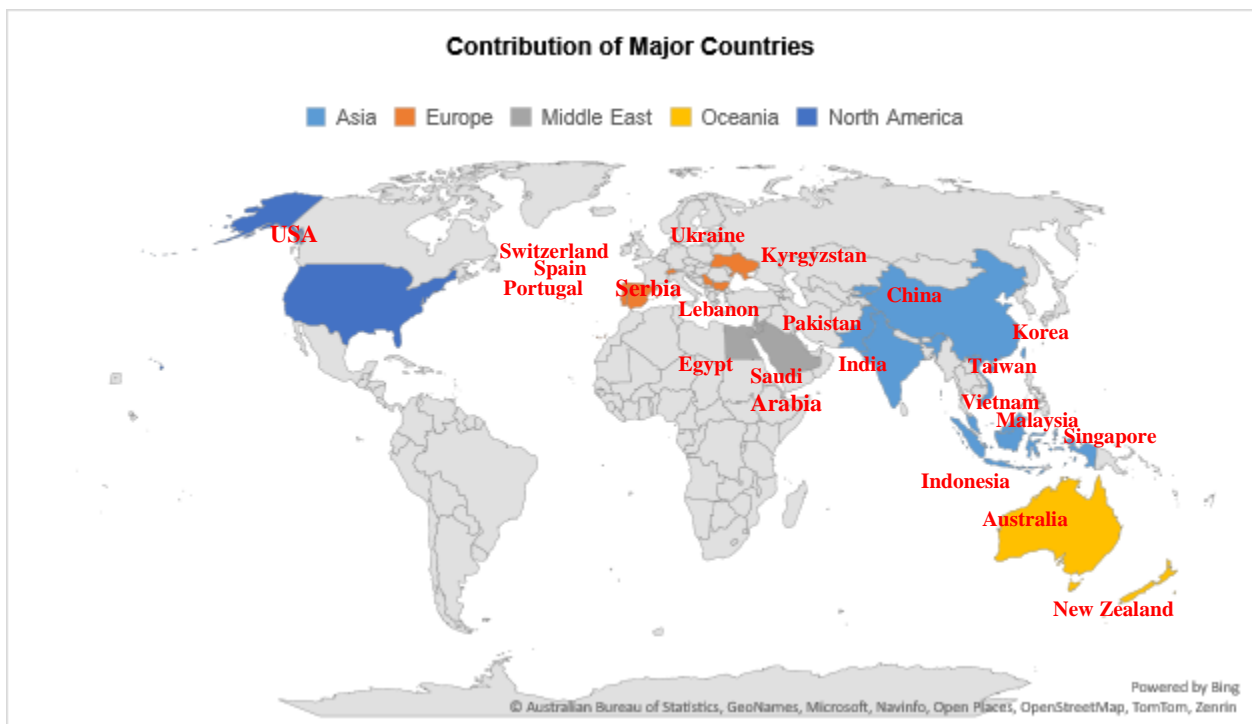 Contribution of Major Countries
Asia Europe Middle East Oceania North America
USA
Ukraine
Switzerland
Kyrgyzstan
Spain
Portugal
Serbia
China
Lebanon
Pakistan
Korea
Egypt
India
Taiwan
Saudi
Arabia
Vietnam
Malaysia
Singapore
Indonesia
Australia
New Zealand
Powered by Bing
© Australian Bureau of Statistics, GeoNames, Microsoft, Navinfo, Open Places, OpenStreetMap, TomTom, Zenrin